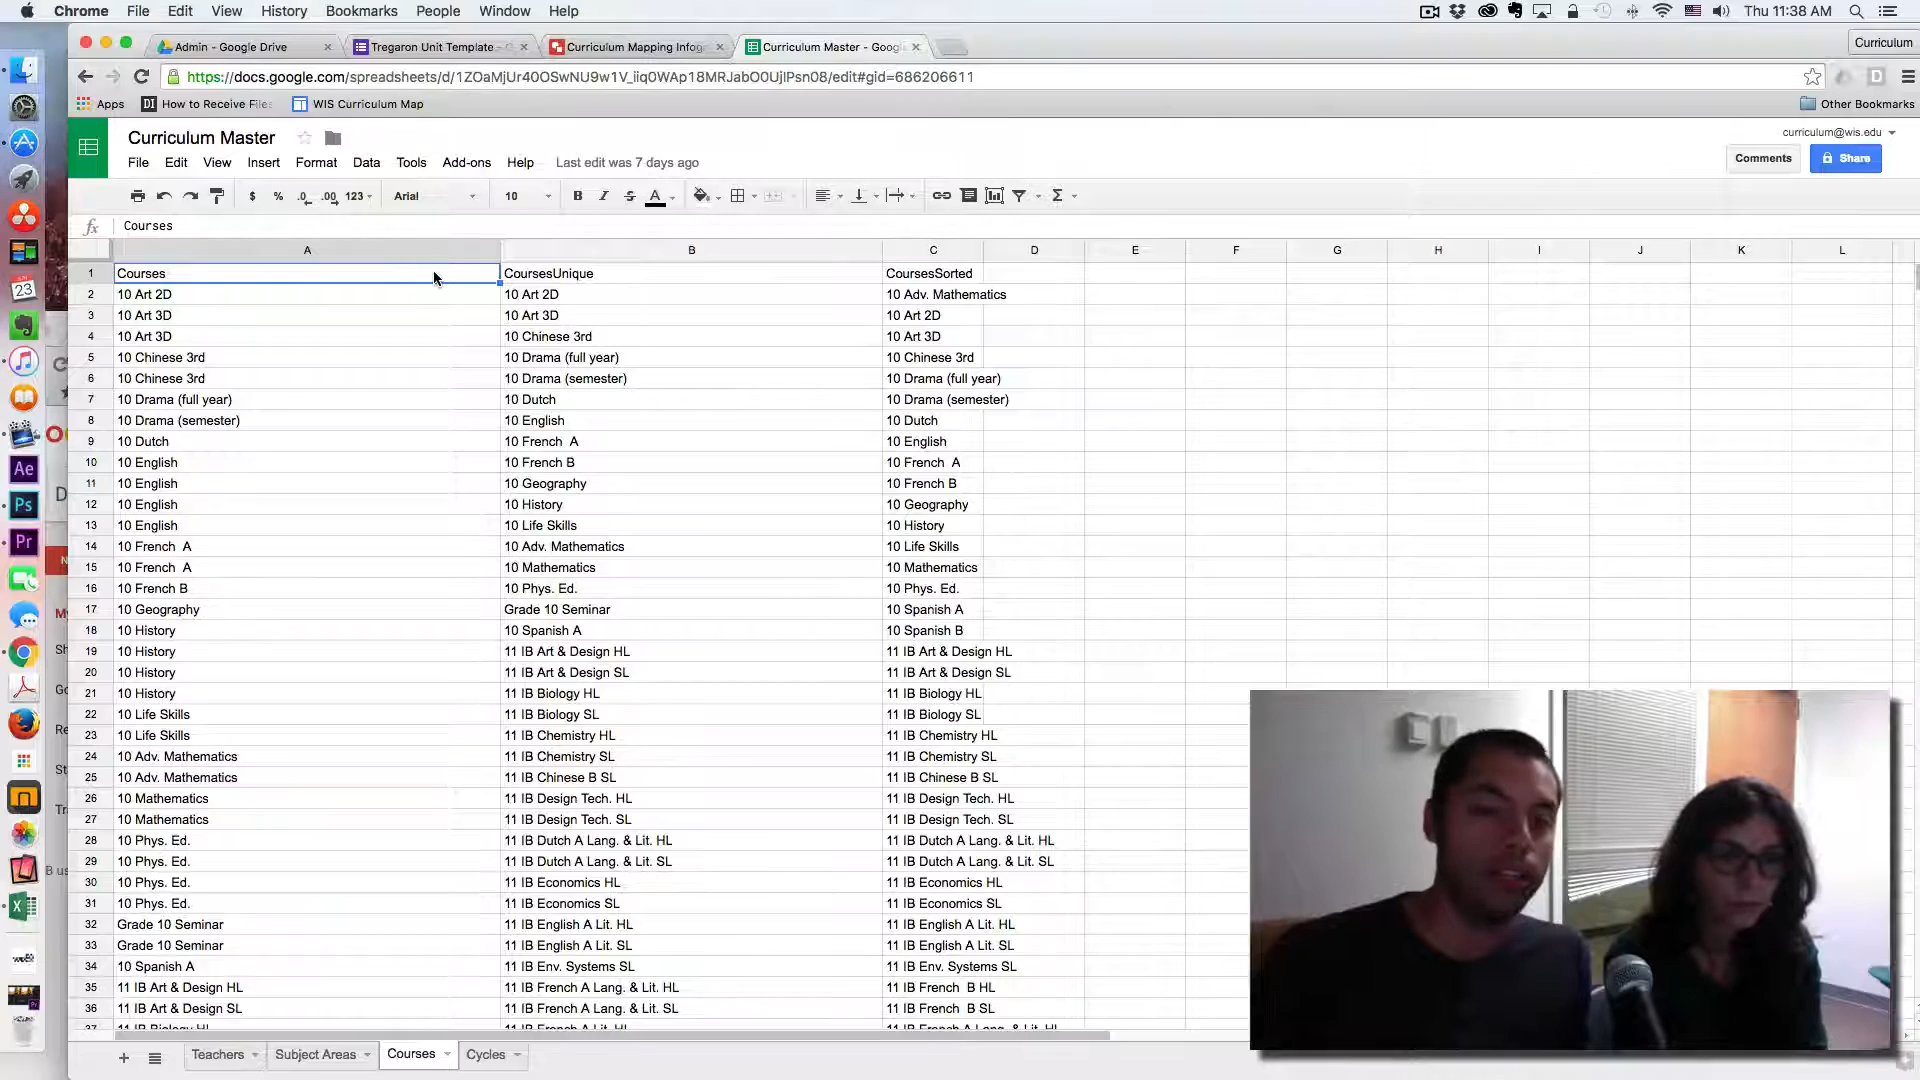 Chrome File Edit View History Bookmarks People Window Help Thu 11:38 AM
Admin - Google Drive Tregaron Unit Template - G Curriculum Mapping Infog Curriculum Master - Google Curriculum
https://docs.google.com/spreadsheets/d/1ZOaMjUr40OSwNU9w1V_iiq0WAp18MRJabO0UjlPsn08/edit#gid=686206611
Apps How to Receive Files WIS Curriculum Map Other Bookmarks
Curriculum Master curriculum@wis.edu
File Edit View Insert Format Data Tools Add-ons Help Last edit was 7 days ago Comments Share
$ % .0 .00 123 Arial 10 B I S A Σ
fx Courses
A B C D E F G H I J K L
1 Courses CoursesUnique CoursesSorted
2 10 Art 2D 10 Art 2D 10 Adv. Mathematics
3 10 Art 3D 10 Art 3D 10 Art 2D
4 10 Art 3D 10 Chinese 3rd 10 Art 3D
5 10 Chinese 3rd 10 Drama (full year) 10 Chinese 3rd
6 10 Chinese 3rd 10 Drama (semester) 10 Drama (full year)
7 10 Drama (full year) 10 Dutch 10 Drama (semester)
8 10 Drama (semester) 10 English 10 Dutch
9 10 Dutch 10 French A 10 English
10 10 English 10 French B 10 French A
11 10 English 10 Geography 10 French B
12 10 English 10 History 10 Geography
13 10 English 10 Life Skills 10 History
14 10 French A 10 Adv. Mathematics 10 Life Skills
15 10 French A 10 Mathematics 10 Mathematics
16 10 French B 10 Phys. Ed. 10 Phys. Ed.
17 10 Geography Grade 10 Seminar 10 Spanish A
18 10 History 10 Spanish A 10 Spanish B
19 10 History 11 IB Art & Design HL 11 IB Art & Design HL
20 10 History 11 IB Art & Design SL 11 IB Art & Design SL
21 10 History 11 IB Biology HL 11 IB Biology HL
22 10 Life Skills 11 IB Biology SL 11 IB Biology SL
23 10 Life Skills 11 IB Chemistry HL 11 IB Chemistry HL
24 10 Adv. Mathematics 11 IB Chemistry SL 11 IB Chemistry SL
25 10 Adv. Mathematics 11 IB Chinese B SL 11 IB Chinese B SL
26 10 Mathematics 11 IB Design Tech. HL 11 IB Design Tech. HL
27 10 Mathematics 11 IB Design Tech. SL 11 IB Design Tech. SL
28 10 Phys. Ed. 11 IB Dutch A Lang. & Lit. HL 11 IB Dutch A Lang. & Lit. HL
29 10 Phys. Ed. 11 IB Dutch A Lang. & Lit. SL 11 IB Dutch A Lang. & Lit. SL
30 10 Phys. Ed. 11 IB Economics HL 11 IB Economics HL
31 10 Phys. Ed. 11 IB Economics SL 11 IB Economics SL
32 Grade 10 Seminar 11 IB English A Lit. HL 11 IB English A Lit. HL
33 Grade 10 Seminar 11 IB English A Lit. SL 11 IB English A Lit. SL
34 10 Spanish A 11 IB Env. Systems SL 11 IB Env. Systems SL
35 11 IB Art & Design HL 11 IB French A Lang. & Lit. HL 11 IB French B HL
36 11 IB Art & Design SL 11 IB French A Lang. & Lit. SL 11 IB French B SL
37 11 IB Biology HL 11 IB French A Lit. HL 11 IB French A Lang. & Lit. HL
Teachers Subject Areas Courses Cycles